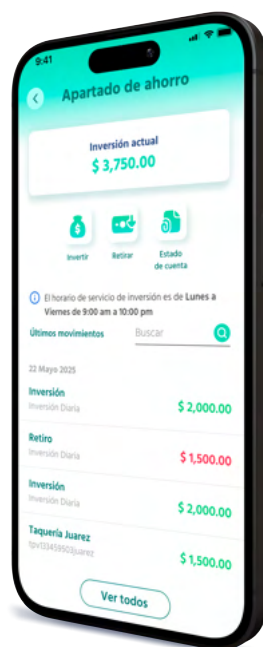 9:41
Apartado de ahorro
Inversión actual
$ 3,750.00
Invertir
Retirar
Estado
de cuenta
El horario de servicio de inversión es de Lunes a
Viernes de 9:00 am a 10:00 pm
Últimos movimientos
Buscar
22 Mayo 2025
Inversión
Inversión Diaria
$ 2,000.00
Retiro
Inversión Diaria
$ 1,500.00
Inversión
Inversión Diaria
$ 2,000.00
Taquería Juarez
tpv123459503juarez
$ 1,500.00
Ver todos